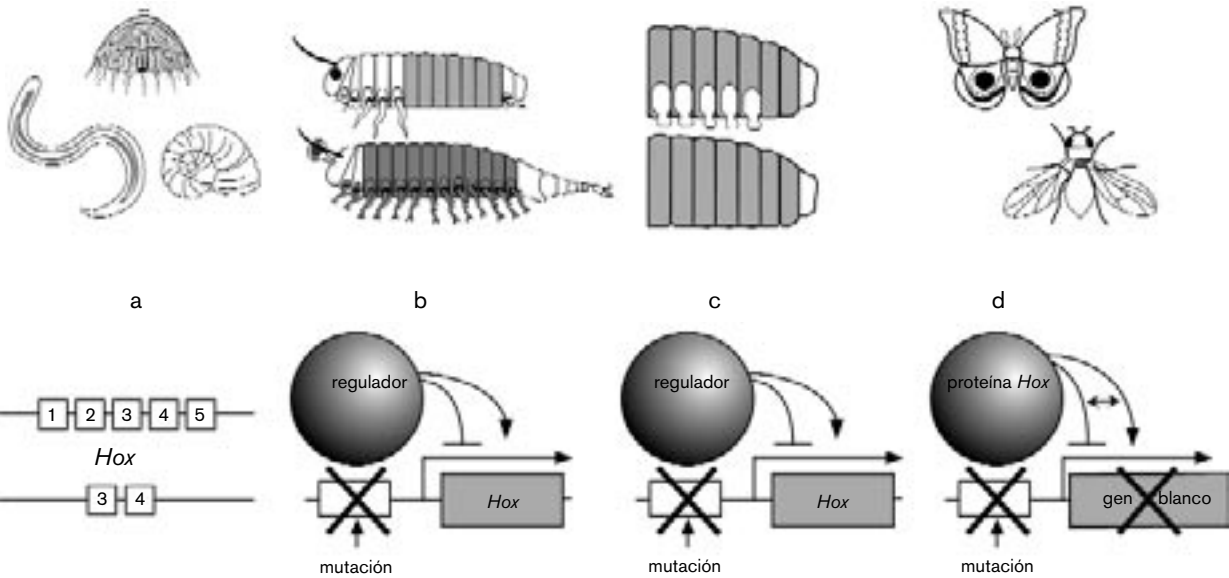 a
b
c
d
regulador
regulador
proteína Hox
1 2 3 4 5
Hox
3 4
Hox
Hox
gen blanco
mutación
mutación
mutación